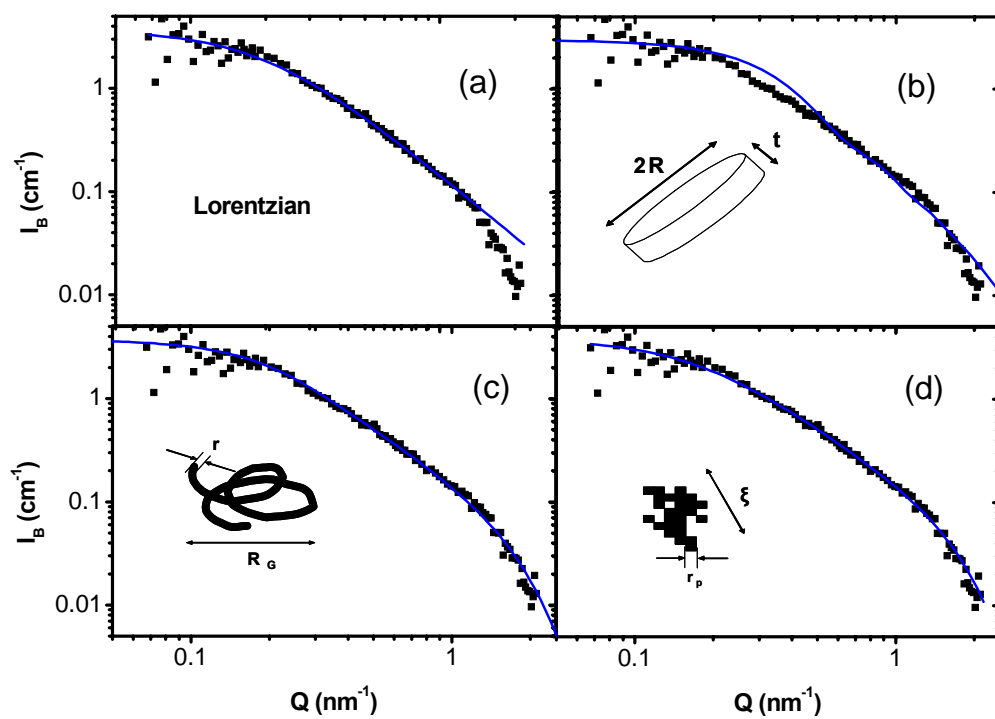 (a)
(b)
1
0.1
0.01
I_B (cm⁻¹)
Lorentzian
2R
t
(c)
(d)
1
0.1
0.01
I_B (cm⁻¹)
r
R_G
ξ
r_p
0.1
1
0.1
1
Q (nm⁻¹)
Q (nm⁻¹)